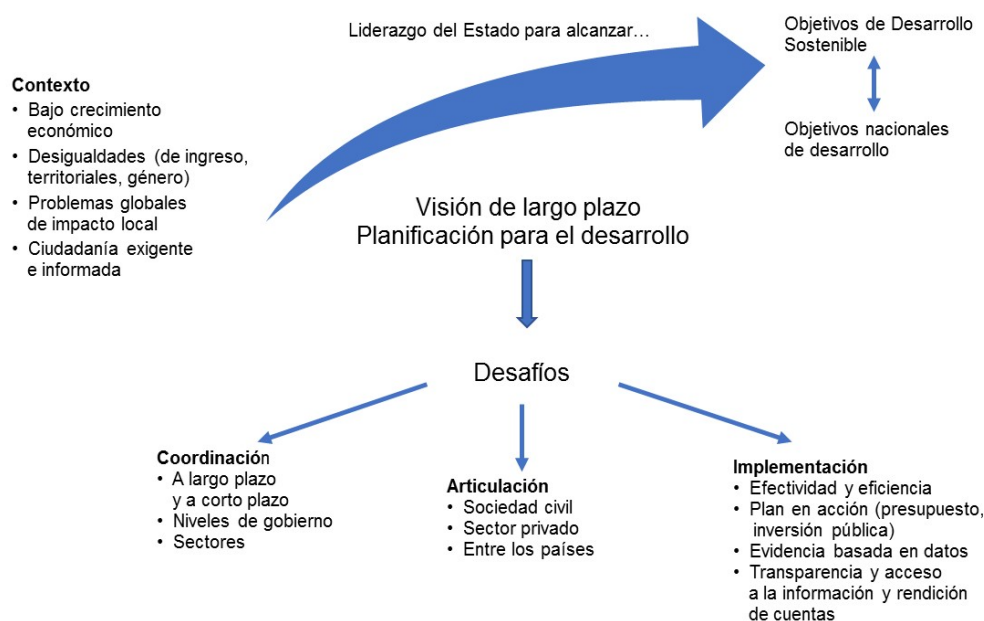 Liderazgo del Estado para alcanzar…
Objetivos de Desarrollo
Sostenible
Objetivos nacionales
de desarrollo
Contexto
• Bajo crecimiento
económico
• Desigualdades (de ingreso,
territoriales, género)
• Problemas globales
de impacto local
• Ciudadanía exigente
e informada
Visión de largo plazo
Planificación para el desarrollo
Desafíos
Coordinación
• A largo plazo
y a corto plazo
• Niveles de gobierno
• Sectores
Articulación
• Sociedad civil
• Sector privado
• Entre los países
Implementación
• Efectividad y eficiencia
• Plan en acción (presupuesto,
inversión pública)
• Evidencia basada en datos
• Transparencia y acceso
a la información y rendición
de cuentas